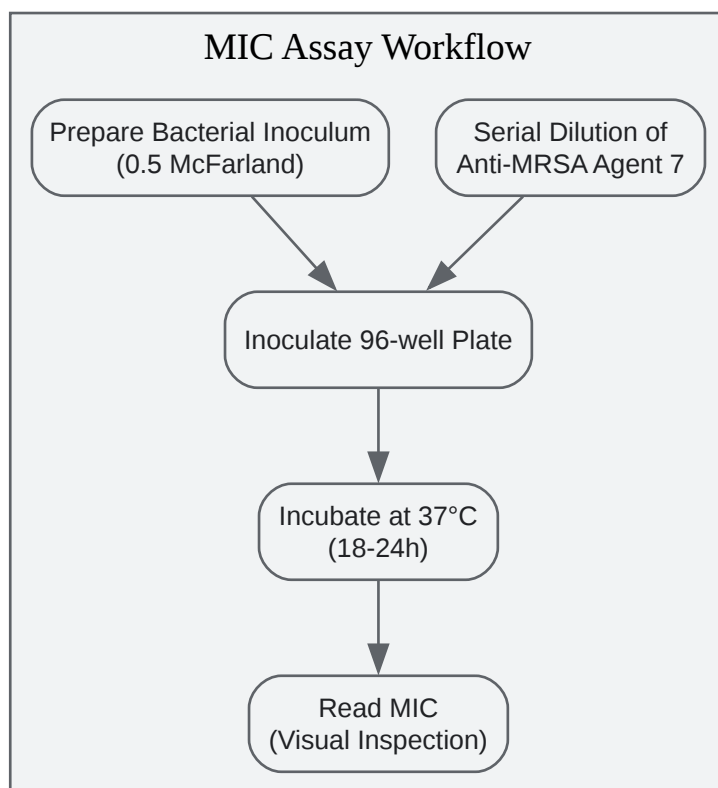 MIC Assay Workflow
Prepare Bacterial Inoculum
(0.5 McFarland)
Serial Dilution of
Anti-MRSA Agent 7
Inoculate 96-well Plate
Incubate at 37°C
(18-24h)
Read MIC
(Visual Inspection)